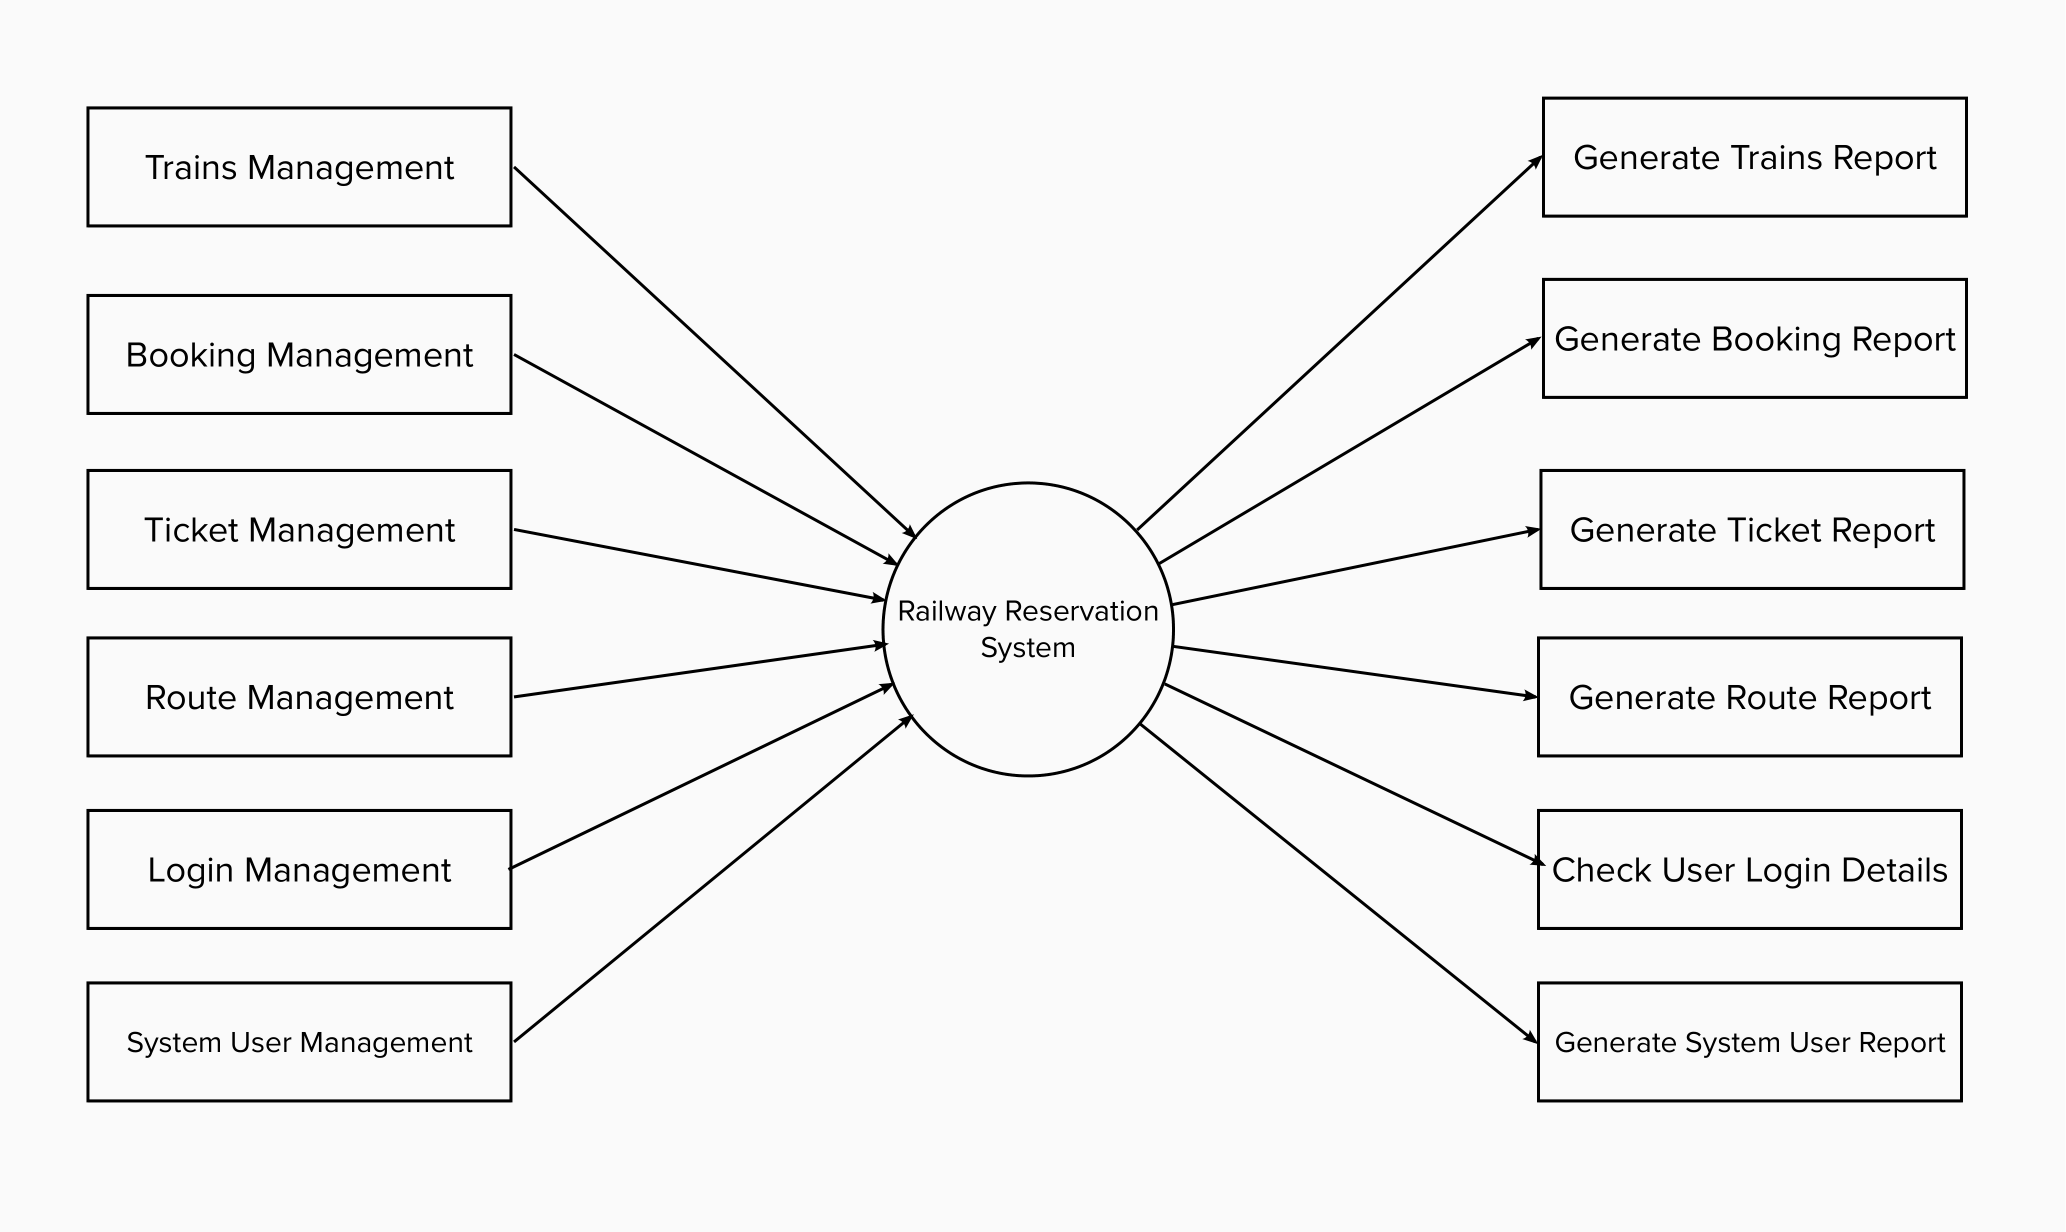 Trains Management
Booking Management
Ticket Management
Route Management
Login Management
System User Management
Railway Reservation
System
Generate Trains Report
Generate Booking Report
Generate Ticket Report
Generate Route Report
Check User Login Details
Generate System User Report